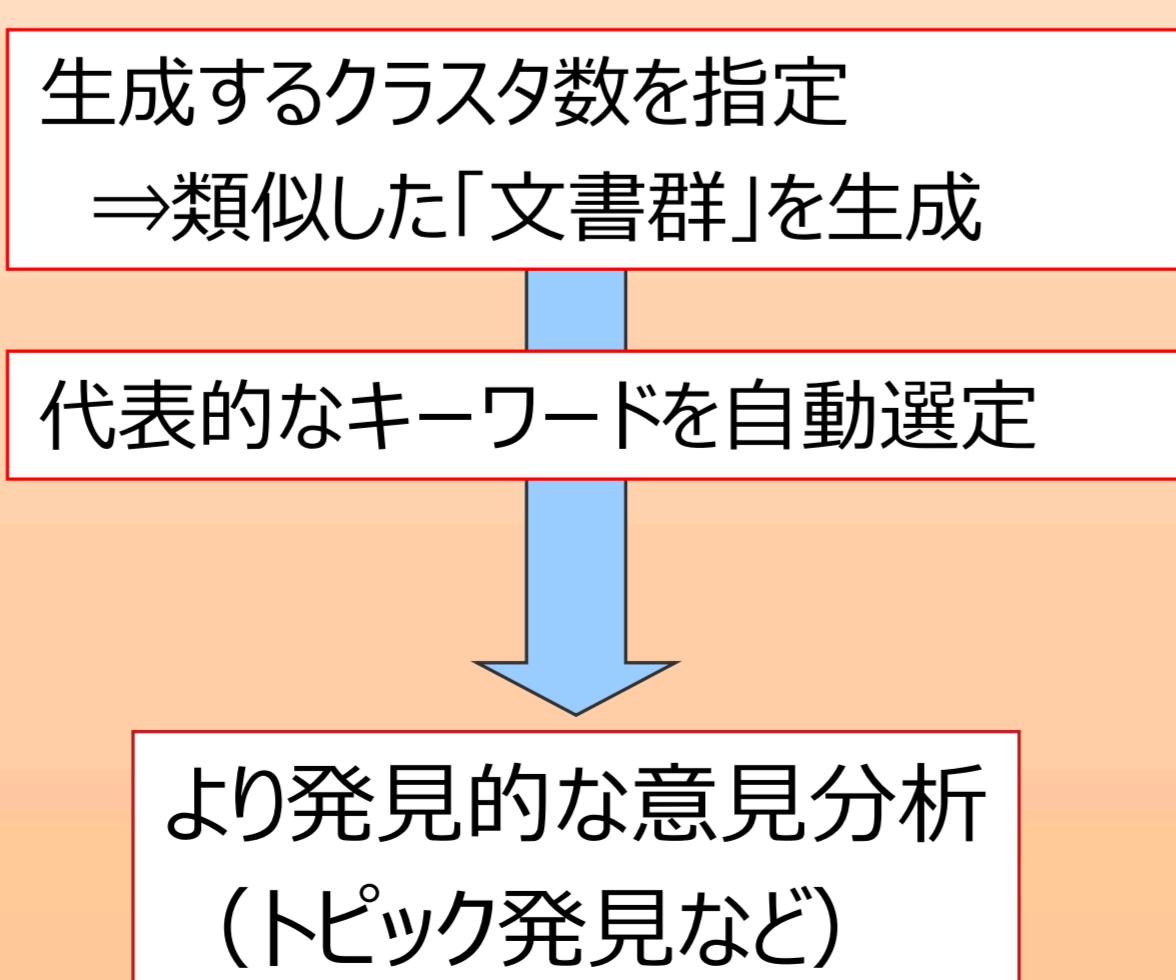 生成するクラスタ数を指定
⇒類似した「文書群」を生成
代表的なキーワードを自動選定
より発見的な意見分析
（トピック発見など）